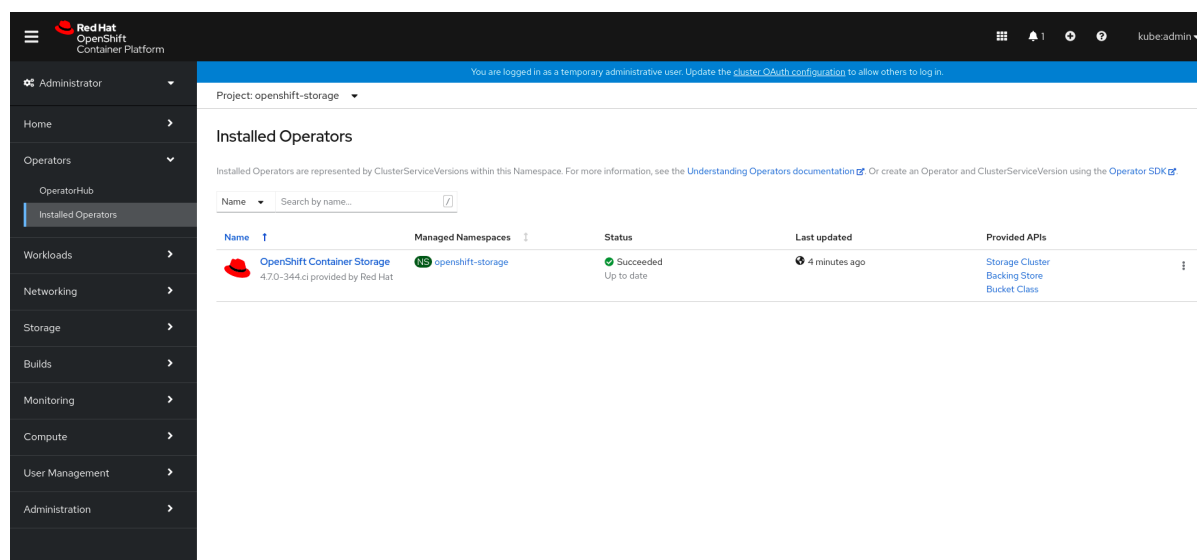 Red Hat
OpenShift
Container Platform
1
kube:admin
Administrator
You are logged in as a temporary administrative user. Update the cluster OAuth configuration to allow others to log in.
Project: openshift-storage
Home
Operators
OperatorHub
Installed Operators
Workloads
Networking
Storage
Builds
Monitoring
Compute
User Management
Administration
Installed Operators
Installed Operators are represented by ClusterServiceVersions within this Namespace. For more information, see the Understanding Operators documentation. Or create an Operator and ClusterServiceVersion using the Operator SDK.
Name Search by name... /
Name Managed Namespaces Status Last updated Provided APIs
OpenShift Container Storage NS openshift-storage Succeeded 4 minutes ago Storage Cluster
4.7.0-344.ci provided by Red Hat Up to date Backing Store
Bucket Class